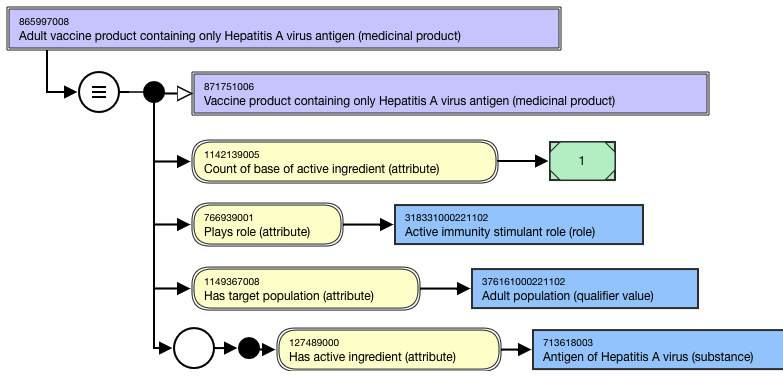 865997008
Adult vaccine product containing only Hepatitis A virus antigen (medicinal product)
871751006
Vaccine product containing only Hepatitis A virus antigen (medicinal product)
1142139005
Count of base of active ingredient (attribute)
1
766939001
Plays role (attribute)
318331000221102
Active immunity stimulant role (role)
1149367008
Has target population (attribute)
376161000221102
Adult population (qualifier value)
127489000
Has active ingredient (attribute)
713618003
Antigen of Hepatitis A virus (substance)